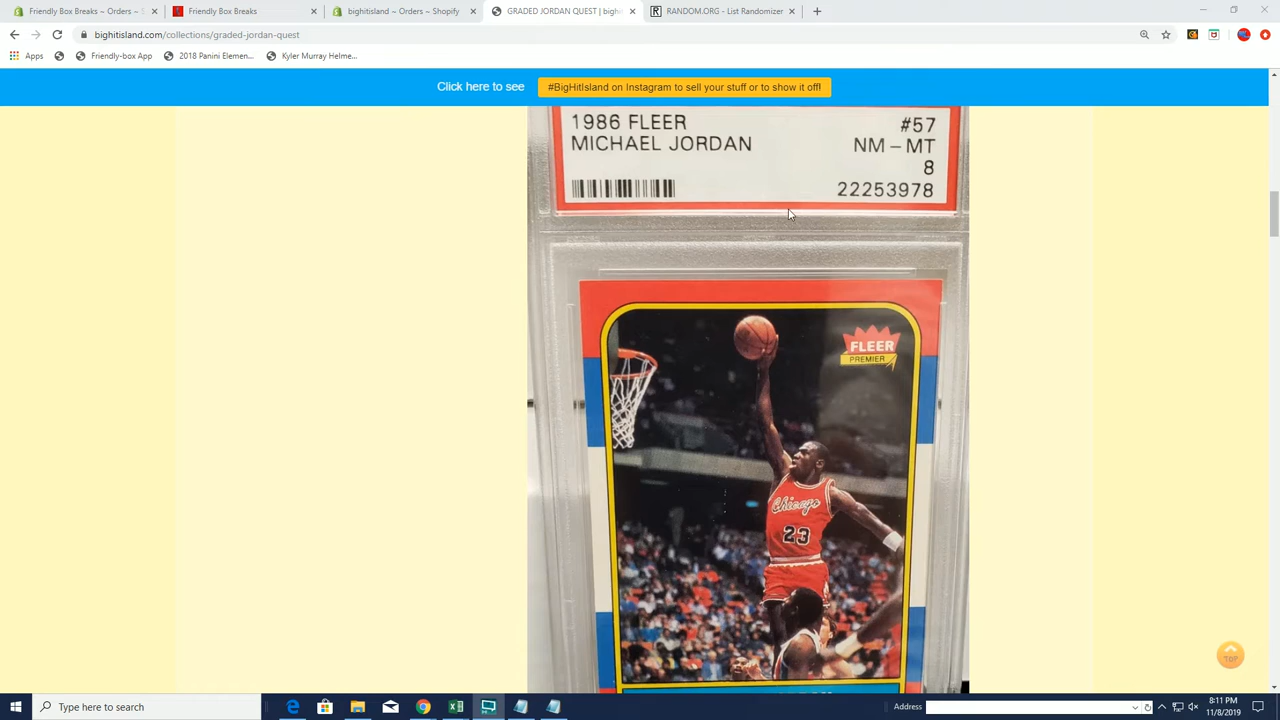 Friendly Box Breaks ~ Orders ~ S
Friendly Box Breaks
bighitisland ~ Orders ~ Shopify
GRADED JORDAN QUEST | bigh
RANDOM.ORG - List Randomizer
bighitisland.com/collections/graded-jordan-quest
Apps
Friendly-box App
2018 Panini Elemen...
Kyler Murray Helme...
Click here to see
#BigHitIsland on Instagram to sell your stuff or to show it off!
1986 FLEER #57
MICHAEL JORDAN NM – MT
8
22253978
FLEER
PREMIER
Chicago
23
TOP
Type here to search
Address
8:11 PM
11/8/2019